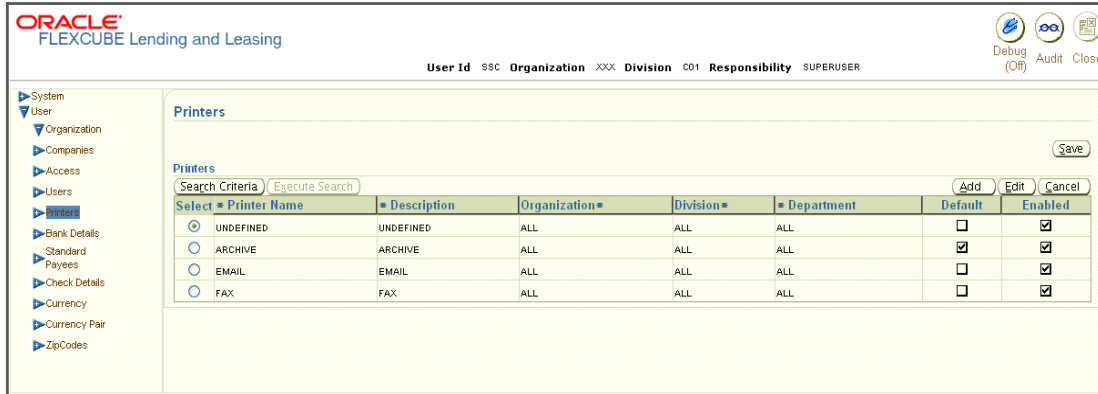 ORACLE
FLEXCUBE Lending and Leasing
Debug (Off)
Audit
Close
User Id SSC Organization XXX Division C01 Responsibility SUPERUSER
System
User
Organization
Companies
Access
Users
Printers
Bank Details
Standard Payees
Check Details
Currency
Currency Pair
ZipCodes
Printers
Save
Printers
Search Criteria Execute Search Add Edit Cancel
Select * Printer Name * Description Organization* Division* * Department Default Enabled
UNDEFINED UNDEFINED ALL ALL ALL
ARCHIVE ARCHIVE ALL ALL ALL
EMAIL EMAIL ALL ALL ALL
FAX FAX ALL ALL ALL